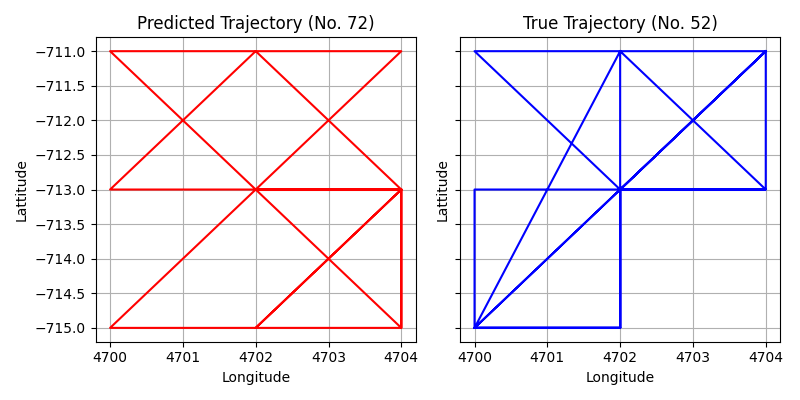 Predicted Trajectory (No. 72)
True Trajectory (No. 52)
−711.0
−711.5
−712.0
−712.5
−713.0
−713.5
−714.0
−714.5
−715.0
Lattitude
Lattitude
4700 4701 4702 4703 4704
4700 4701 4702 4703 4704
Longitude
Longitude